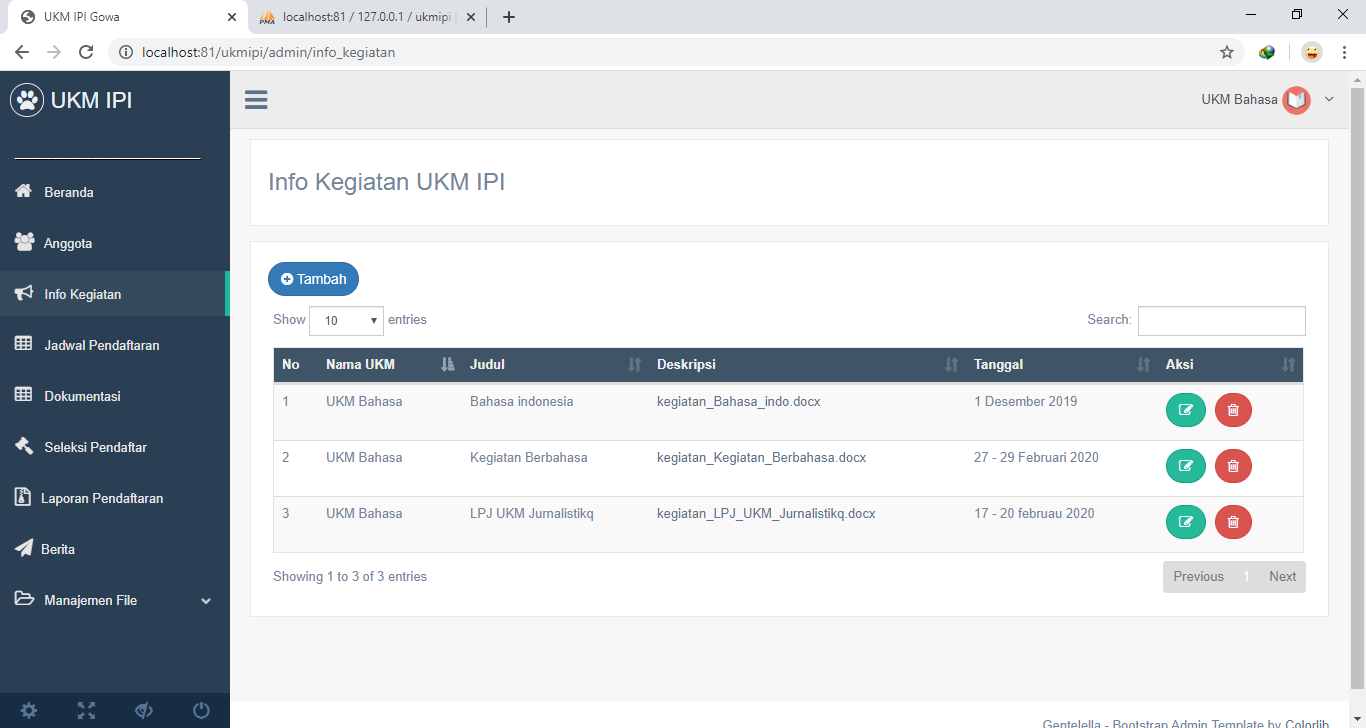 UKM IPI Gowa
localhost:81 / 127.0.0.1 / ukmipi
localhost:81/ukmipi/admin/info_kegiatan
UKM IPI
UKM Bahasa
Beranda
Anggota
Info Kegiatan
Jadwal Pendaftaran
Dokumentasi
Seleksi Pendaftar
Laporan Pendaftaran
Berita
Manajemen File
Info Kegiatan UKM IPI
Tambah
Show 10 entries
Search:
No Nama UKM Judul Deskripsi Tanggal Aksi
1 UKM Bahasa Bahasa indonesia kegiatan_Bahasa_indo.docx 1 Desember 2019
2 UKM Bahasa Kegiatan Berbahasa kegiatan_Kegiatan_Berbahasa.docx 27 - 29 Februari 2020
3 UKM Bahasa LPJ UKM Jurnalistikq kegiatan_LPJ_UKM_Jurnalistikq.docx 17 - 20 februau 2020
Showing 1 to 3 of 3 entries
Previous 1 Next
Gentelella - Bootstrap Admin Template by Colorlib